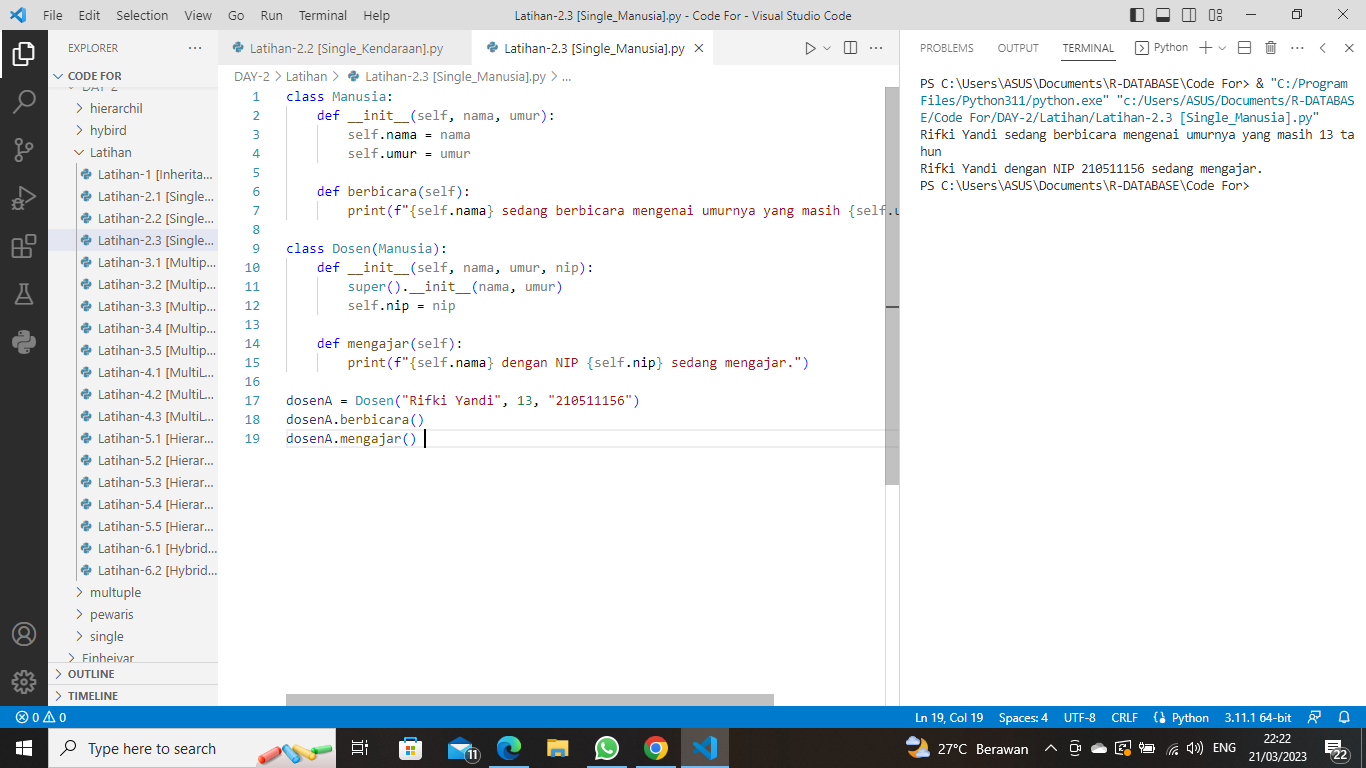 File Edit Selection View Go Run Terminal Help
Latihan-2.3 [Single_Manusia].py - Code For - Visual Studio Code
EXPLORER
CODE FOR
DAY-2
hierarchil
hybird
Latihan
Latihan-1 [Inherita...
Latihan-2.1 [Single...
Latihan-2.2 [Single...
Latihan-2.3 [Single...
Latihan-3.1 [Multip...
Latihan-3.2 [Multip...
Latihan-3.3 [Multip...
Latihan-3.4 [Multip...
Latihan-3.5 [Multip...
Latihan-4.1 [MultiL...
Latihan-4.2 [MultiL...
Latihan-4.3 [MultiL...
Latihan-5.1 [Hierar...
Latihan-5.2 [Hierar...
Latihan-5.3 [Hierar...
Latihan-5.4 [Hierar...
Latihan-5.5 [Hierar...
Latihan-6.1 [Hybrid...
Latihan-6.2 [Hybrid...
multuple
pewaris
single
OUTLINE
TIMELINE
Latihan-2.2 [Single_Kendaraan].py
Latihan-2.3 [Single_Manusia].py
DAY-2 > Latihan > Latihan-2.3 [Single_Manusia].py > ...
1 class Manusia:
2 def __init__(self, nama, umur):
3 self.nama = nama
4 self.umur = umur
5
6 def berbicara(self):
7 print(f"{self.nama} sedang berbicara mengenai umurnya yang masih {self.u
8
9 class Dosen(Manusia):
10 def __init__(self, nama, umur, nip):
11 super().__init__(nama, umur)
12 self.nip = nip
13
14 def mengajar(self):
15 print(f"{self.nama} dengan NIP {self.nip} sedang mengajar.")
16
17 dosenA = Dosen("Rifki Yandi", 13, "210511156")
18 dosenA.berbicara()
19 dosenA.mengajar()
PROBLEMS OUTPUT TERMINAL Python
PS C:\Users\ASUS\Documents\R-DATABASE\Code For> & "C:/Program
Files/Python311/python.exe" "c:/Users/ASUS/Documents/R-DATABAS
E/Code For/DAY-2/Latihan/Latihan-2.3 [Single_Manusia].py"
Rifki Yandi sedang berbicara mengenai umurnya yang masih 13 ta
hun
Rifki Yandi dengan NIP 210511156 sedang mengajar.
PS C:\Users\ASUS\Documents\R-DATABASE\Code For>
0 0
Ln 19, Col 19 Spaces: 4 UTF-8 CRLF Python 3.11.1 64-bit
Type here to search
11
27°C Berawan
ENG
22:22
21/03/2023
22